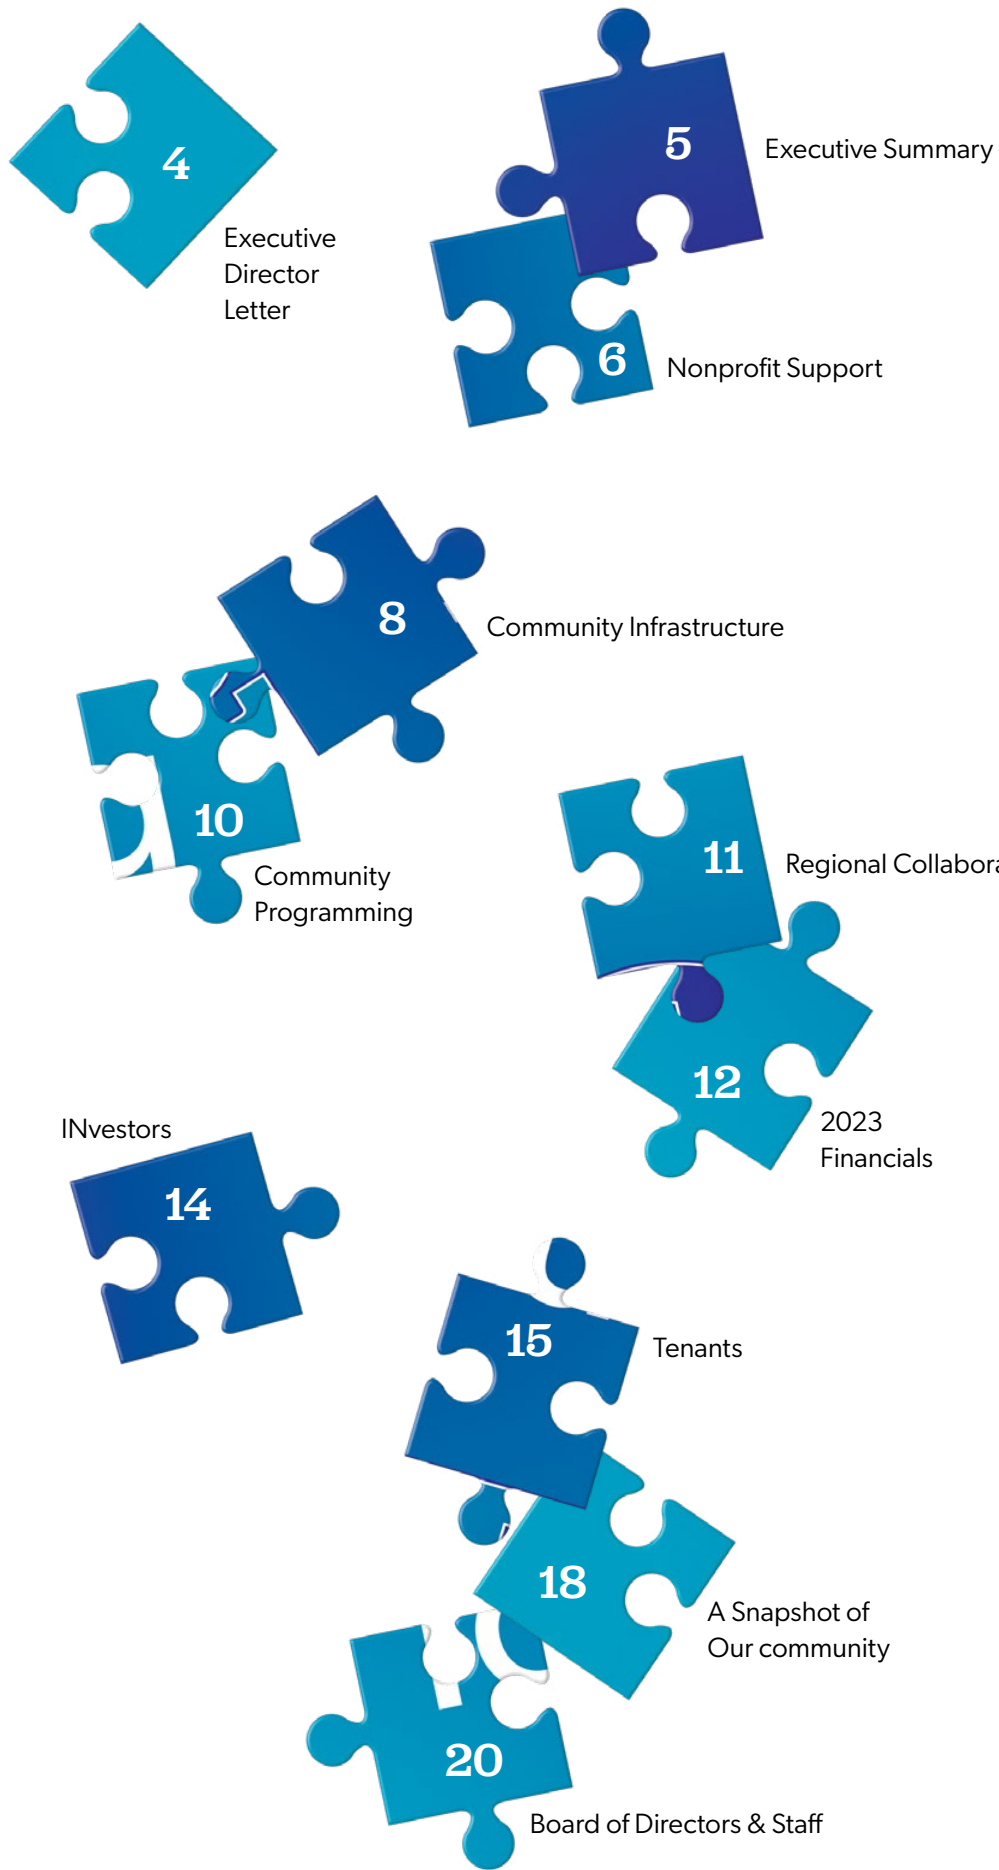 4
Executive
Director
Letter
5
Executive Summary
6
Nonprofit Support
8
Community Infrastructure
10
Community
Programming
11
Regional
12
2023
Financials
INvestors
14
15
Tenants
18
A Snapshot of
Our community
20
Board of Directors & Staff